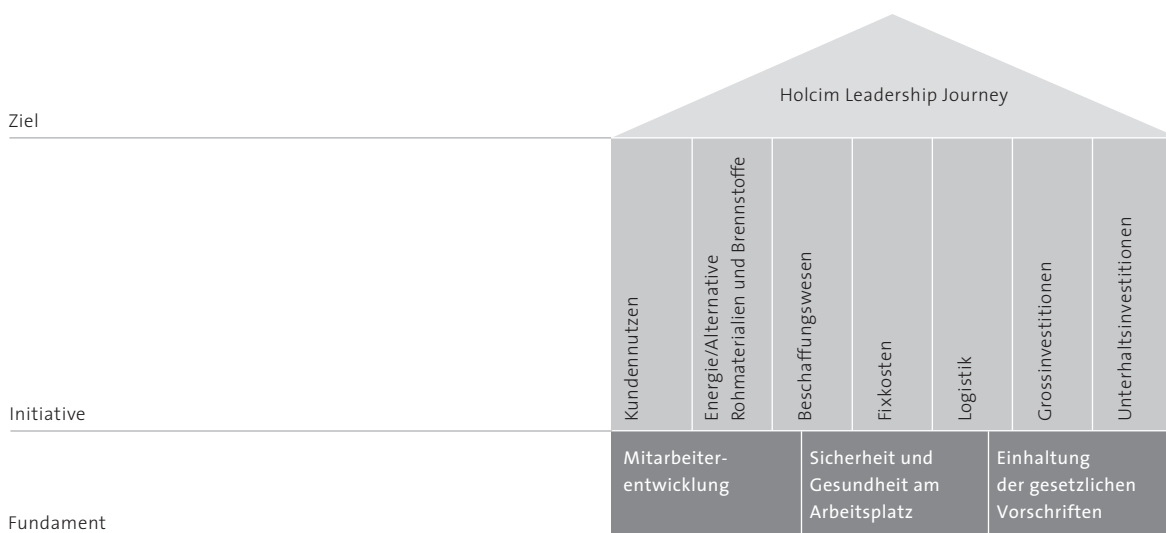 Holcim Leadership Journey
Ziel
Kundennutzen
Energie/Alternative
Rohmaterialien und Brennstoffe
Beschaffungswesen
Fixkosten
Logistik
Grossinvestitionen
Unterhaltsinvestitionen
Initiative
Mitarbeiter-
entwicklung
Sicherheit und
Gesundheit am
Arbeitsplatz
Einhaltung
der gesetzlichen
Vorschriften
Fundament